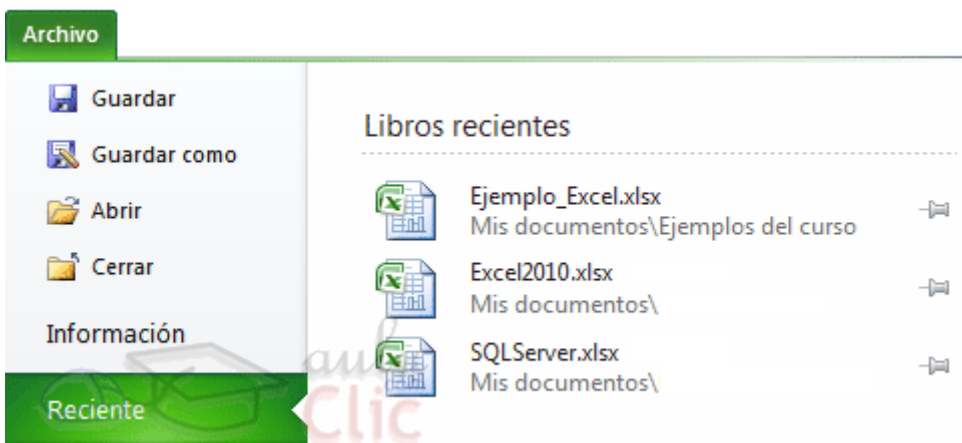 Archivo
Guardar
Guardar como
Abrir
Cerrar
Información
Reciente
Libros recientes
Ejemplo_Excel.xlsx
Mis documentos\Ejemplos del curso
Excel2010.xlsx
Mis documentos\
SQLServer.xlsx
Mis documentos\
aula
Clic